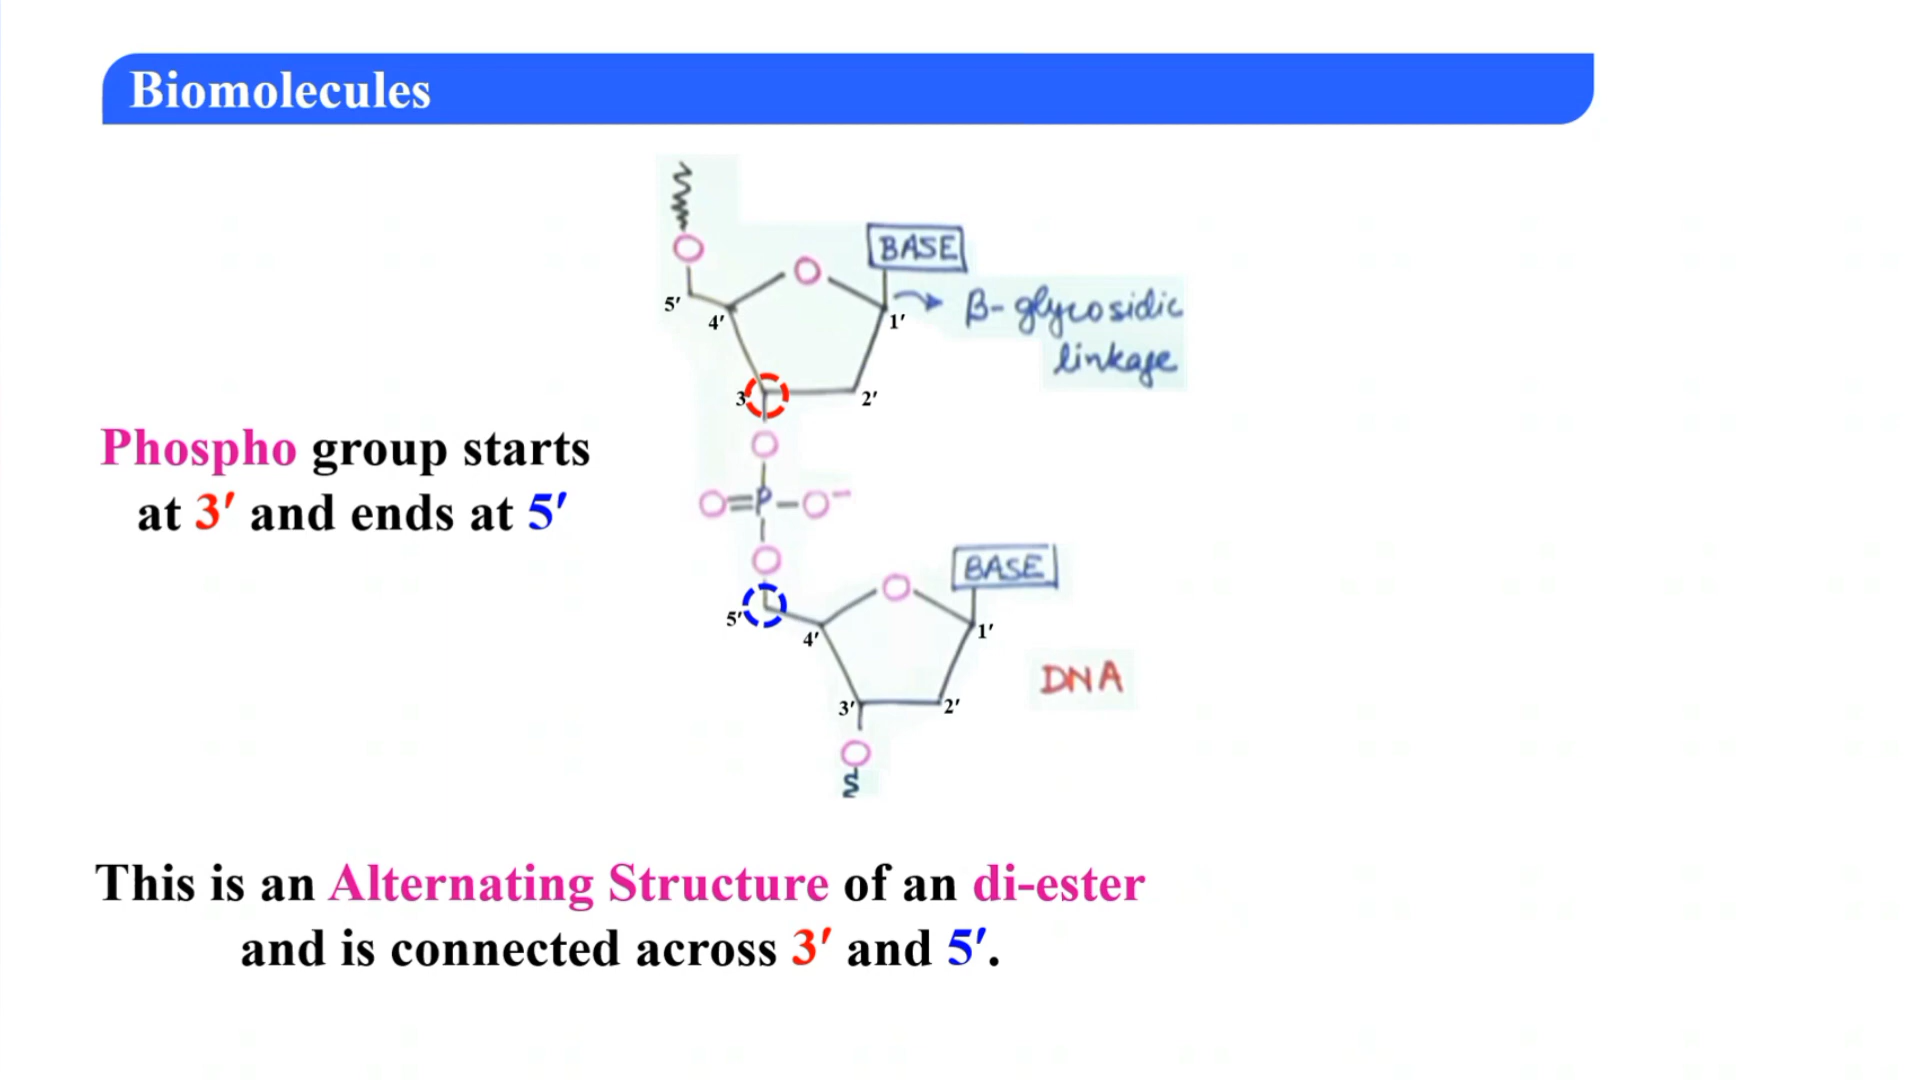 Biomolecules
O
BASE
O
5′
4′
1′
β-glycosidic
linkage
3
2′
O
Phospho group starts
at 3′ and ends at 5′
O=P-O⁻
O
BASE
O
5′
4′
1′
DNA
3′
2′
O
This is an Alternating Structure of an di-ester
and is connected across 3′ and 5′.